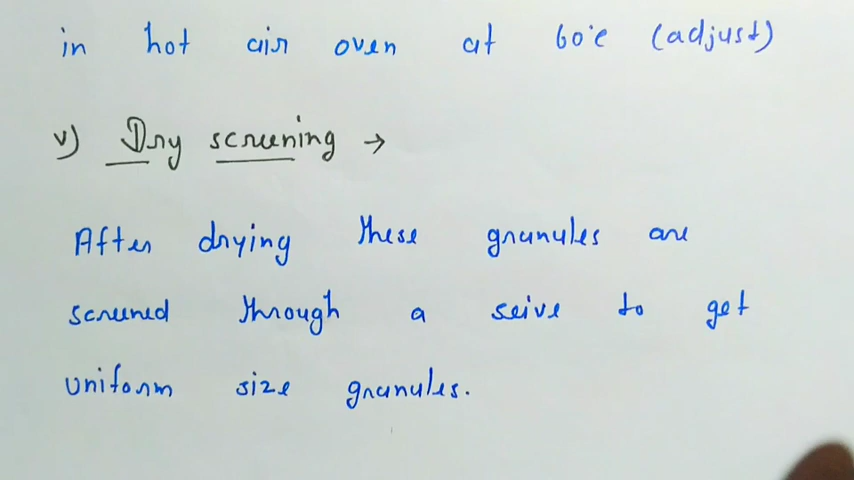 in hot air oven at 60°c (adjust)
v) Dry screening →
After drying these granules are
screened through a seive to get
uniform size granules.